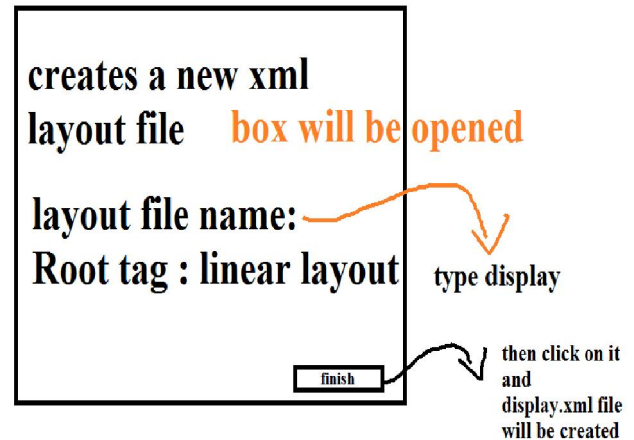 creates a new xml
layout file
box will be opened
layout file name:
Root tag : linear layout
type display
finish
then click on it
and
display.xml file
will be created